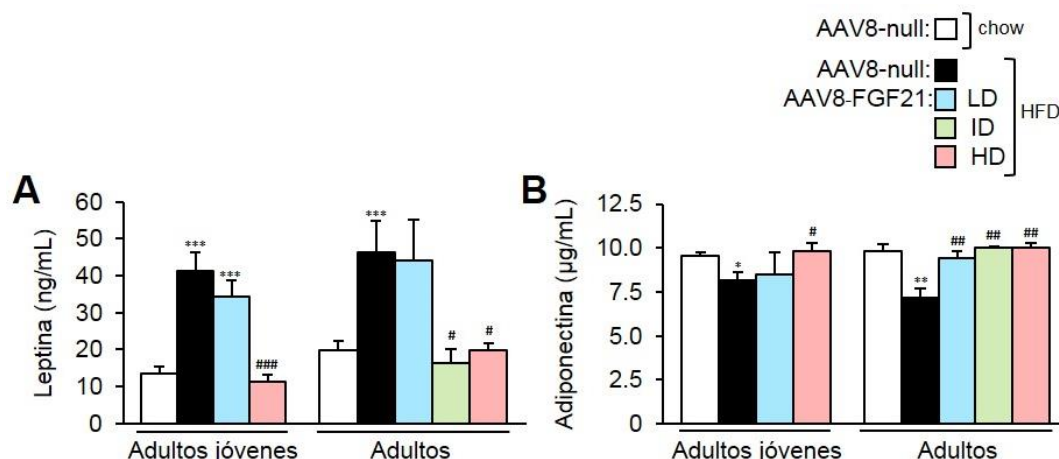 AAV8-null: chow
AAV8-null:
AAV8-FGF21: LD
ID
HD
HFD
A
Leptina (ng/mL)
60
50
40
30
20
10
0
*** *** ### *** # #
Adultos jóvenes Adultos
B
Adiponectina (µg/mL)
12.5
10.0
7.5
5.0
2.5
0
* # ** ## ## ##
Adultos jóvenes Adultos